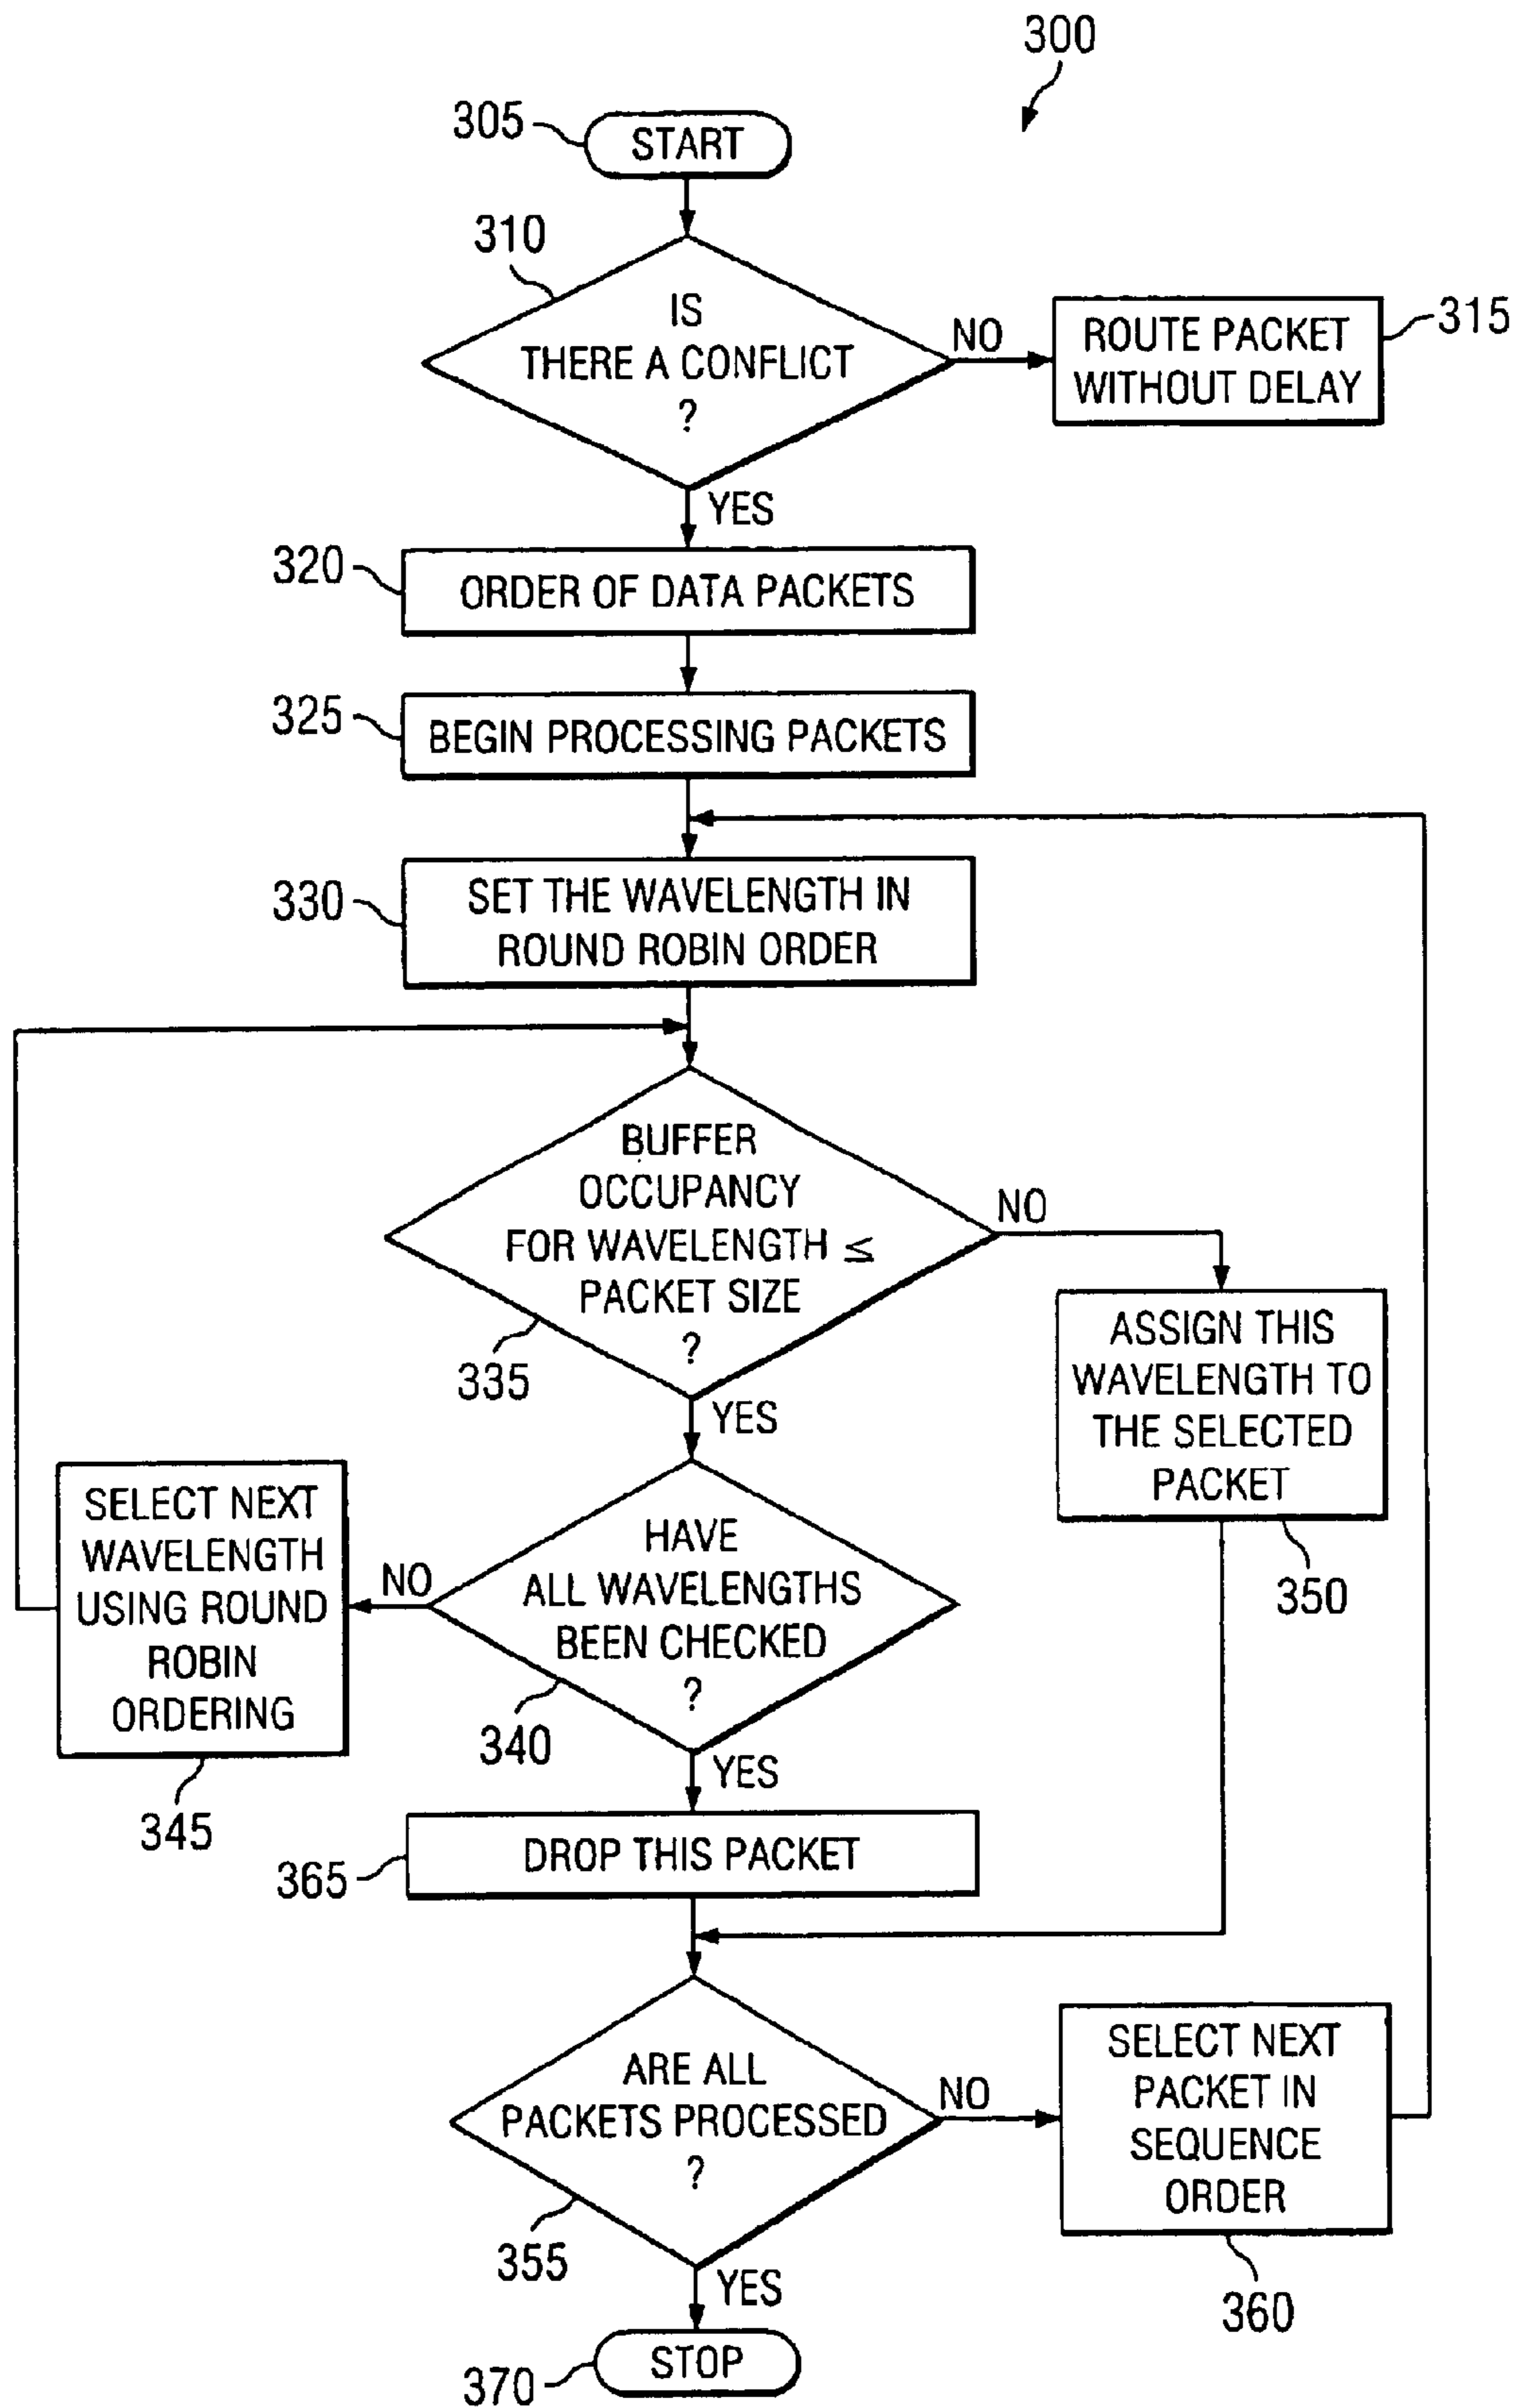 300
305
START
310
IS
THERE A CONFLICT
?
NO
ROUTE PACKET
WITHOUT DELAY
315
YES
320
ORDER OF DATA PACKETS
325
BEGIN PROCESSING PACKETS
330
SET THE WAVELENGTH IN
ROUND ROBIN ORDER
BUFFER
OCCUPANCY
FOR WAVELENGTH ≤
PACKET SIZE
?
335
NO
YES
ASSIGN THIS
WAVELENGTH TO
THE SELECTED
PACKET
350
SELECT NEXT
WAVELENGTH
USING ROUND
ROBIN
ORDERING
345
NO
HAVE
ALL WAVELENGTHS
BEEN CHECKED
?
340
YES
365
DROP THIS PACKET
ARE ALL
PACKETS PROCESSED
?
355
NO
SELECT NEXT
PACKET IN
SEQUENCE
ORDER
360
YES
370
STOP